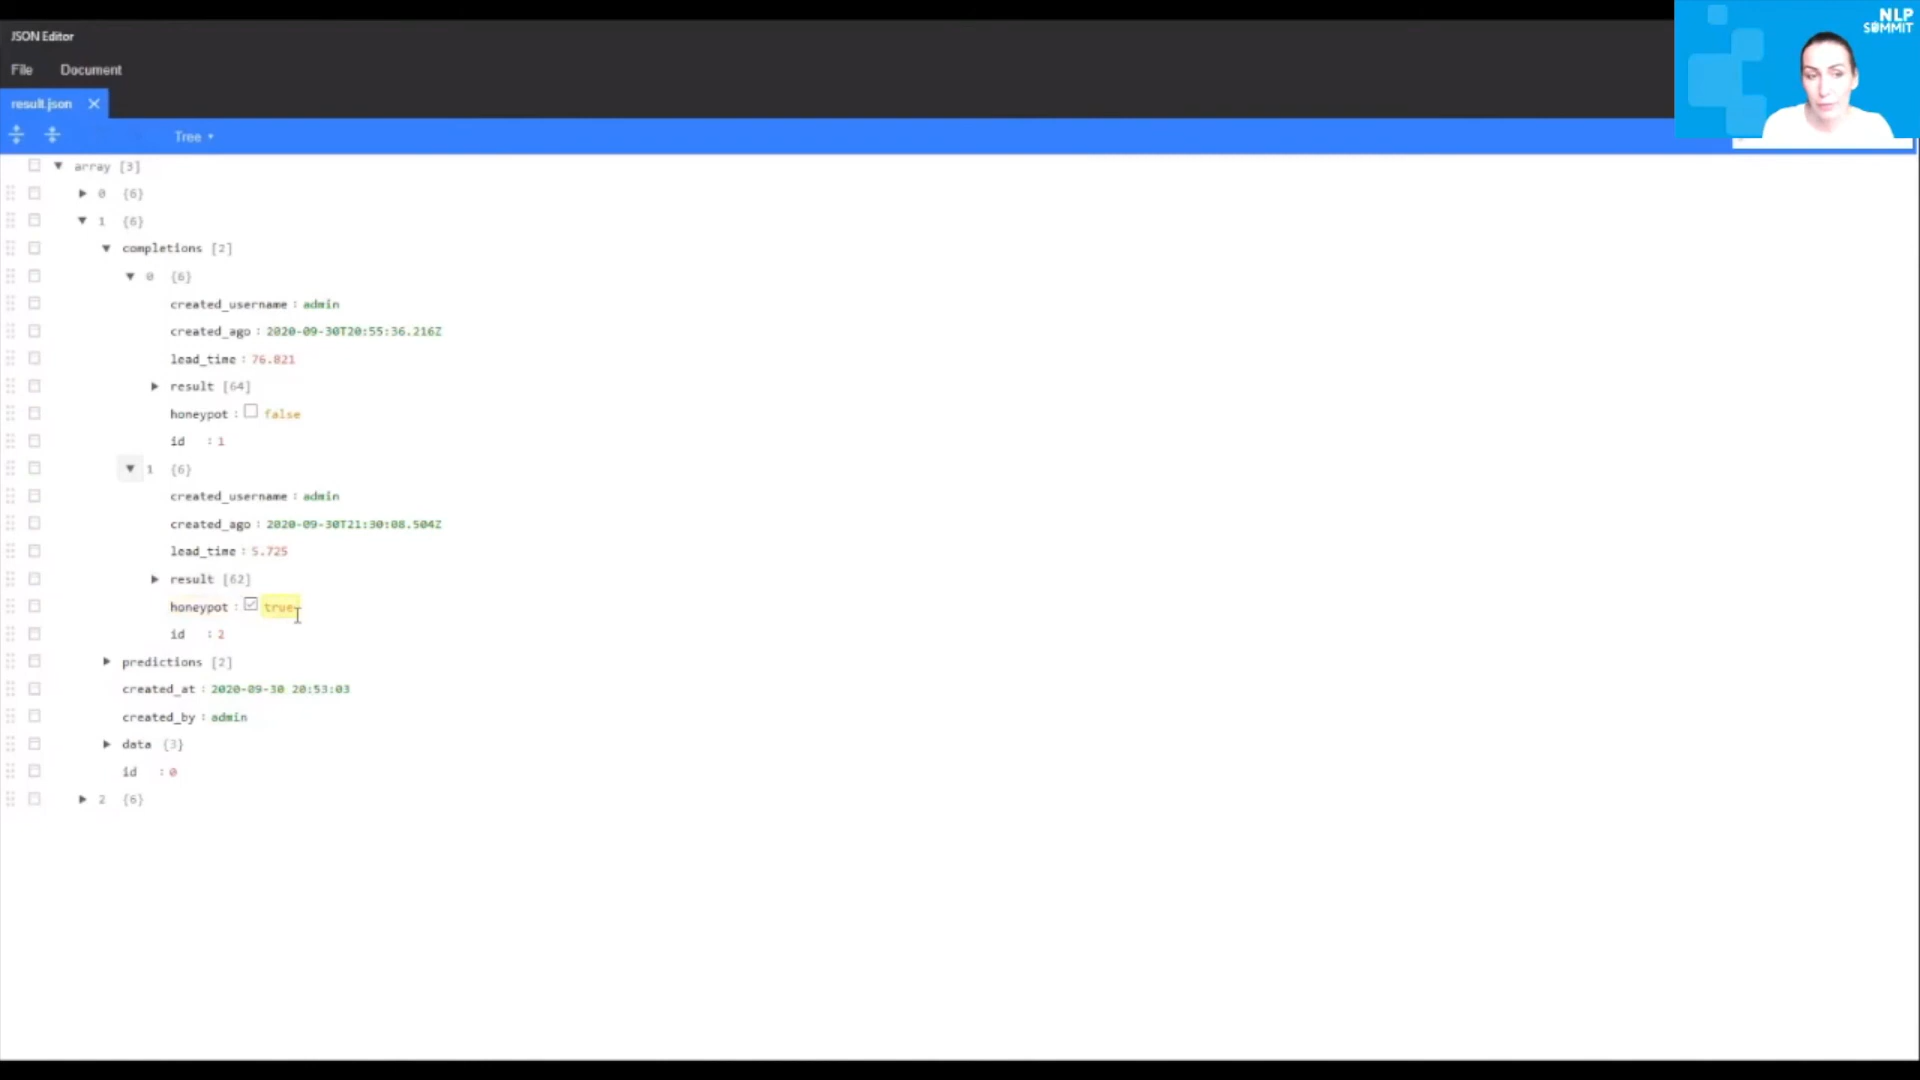 NLP
SUMMIT
JSON Editor
File Document
result.json
Tree
array [3]
0 {6}
1 {6}
completions [2]
0 {6}
created_username : admin
created_ago : 2020-09-30T20:55:36.216Z
lead_time : 76.821
result [64]
honeypot : false
id : 1
1 {6}
created_username : admin
created_ago : 2020-09-30T21:30:08.504Z
lead_time : 5.725
result [62]
honeypot : true
id : 2
predictions [2]
created_at : 2020-09-30 20:53:03
created_by : admin
data {3}
id : 0
2 {6}